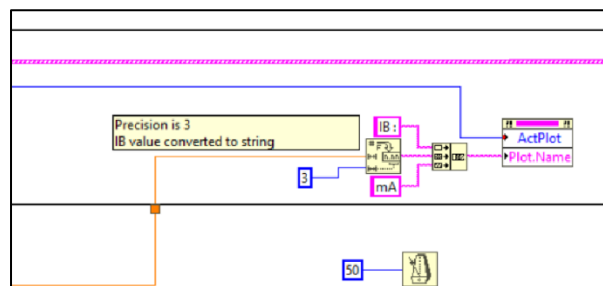 Precision is 3
IB value converted to string
IB :
ActPlot
Plot.Name
3
mA
50